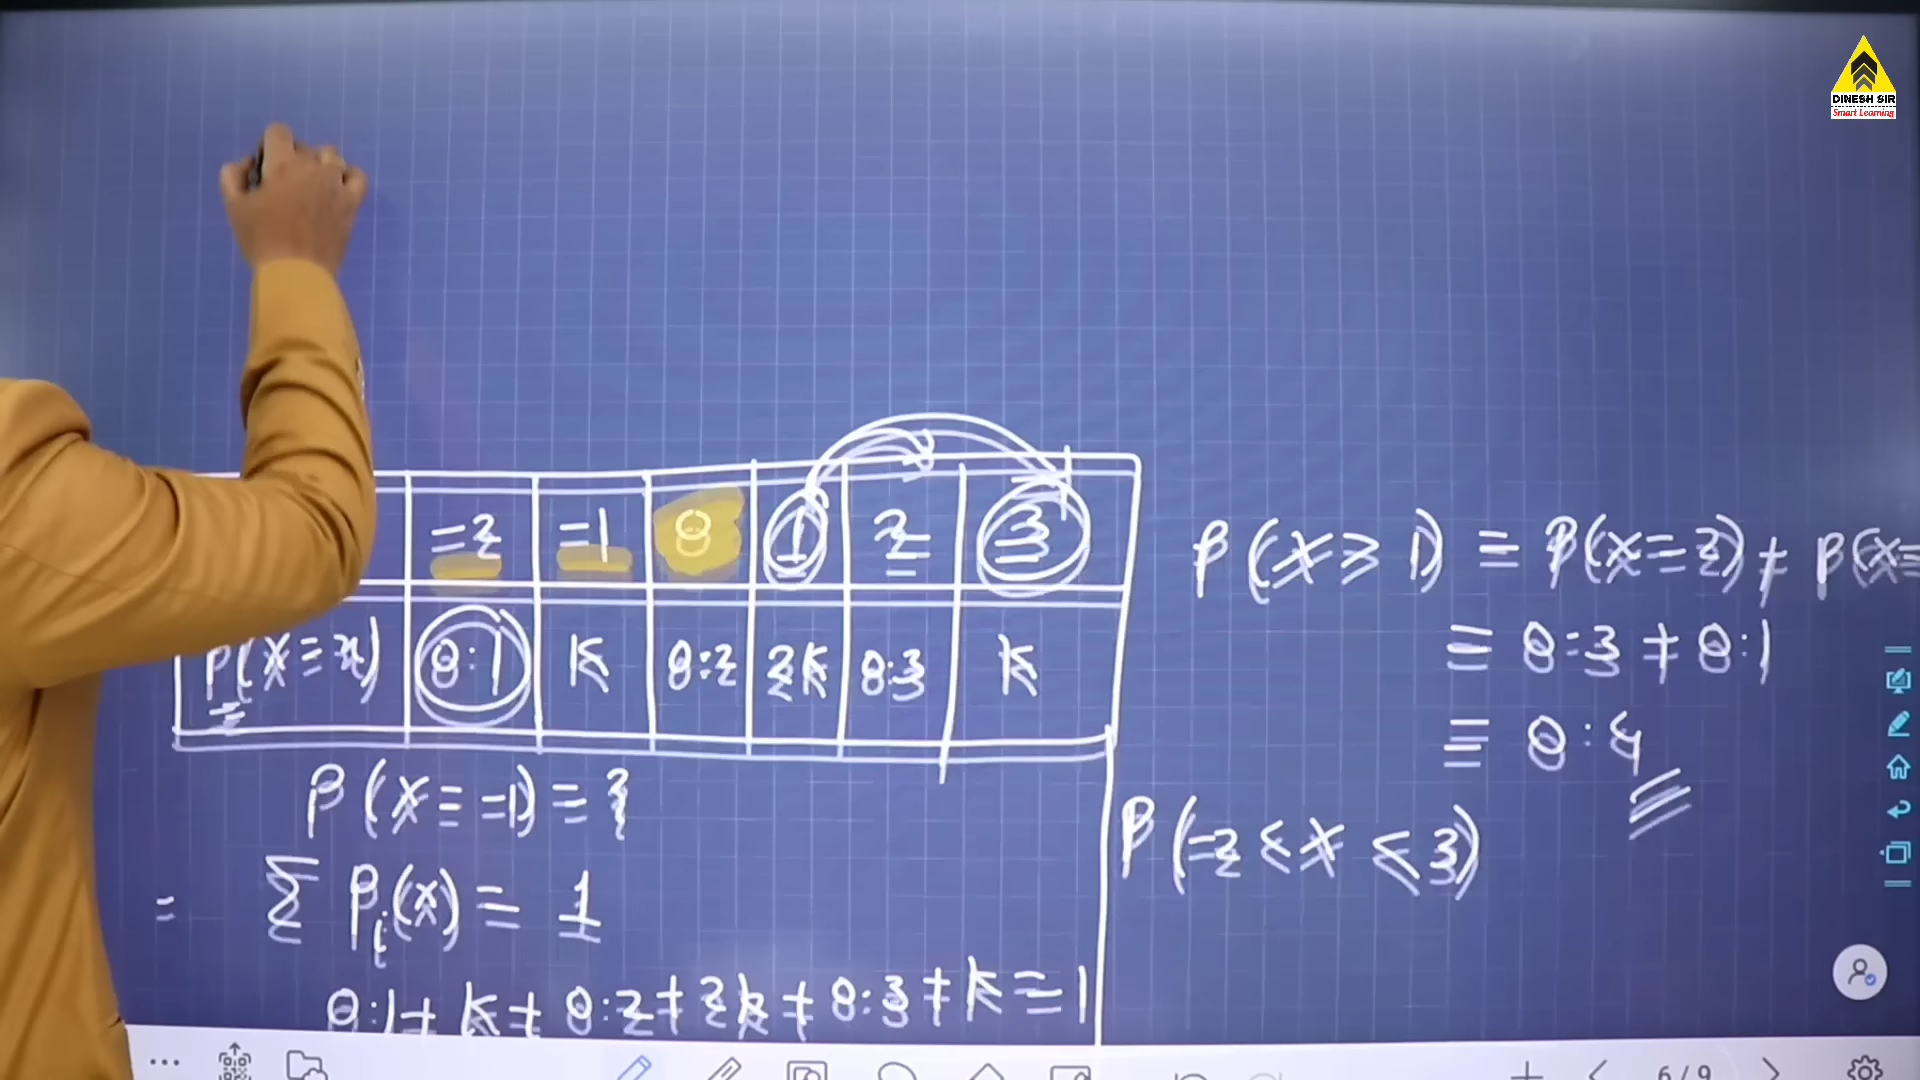 DINESH SIR
Smart Learning
-2 -1 0 1 2 3
P(X=x) 0.1 k 0.2 2k 0.3 k
P(X≥1) = P(X=2) + P(X=
= 0.3 + 0.1
= 0.4
P(X = -1) = ?
P(-2 < X < 3)
= Σ Pi(x) = 1
0.1 + k + 0.2 + 2k + 0.3 + k = 1
6/9